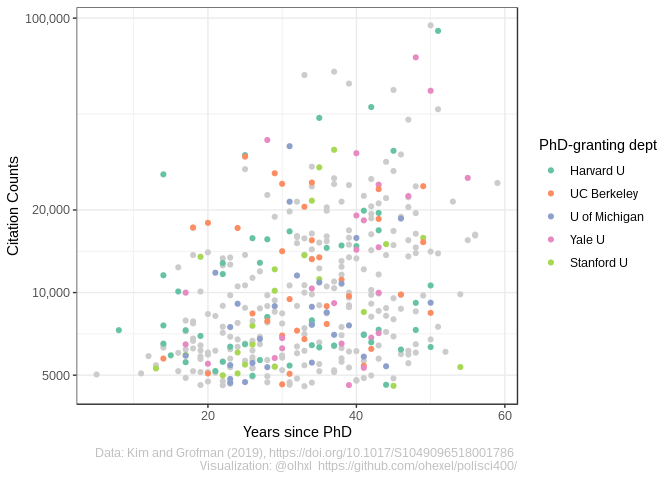 100,000
20,000
10,000
5000
Citation Counts
20
40
60
Years since PhD
PhD-granting dept
Harvard U
UC Berkeley
U of Michigan
Yale U
Stanford U
Data: Kim and Grofman (2019), https://doi.org/10.1017/S1049096518001786
Visualization: @olhxl https://github.com/ohexel/polisci400/